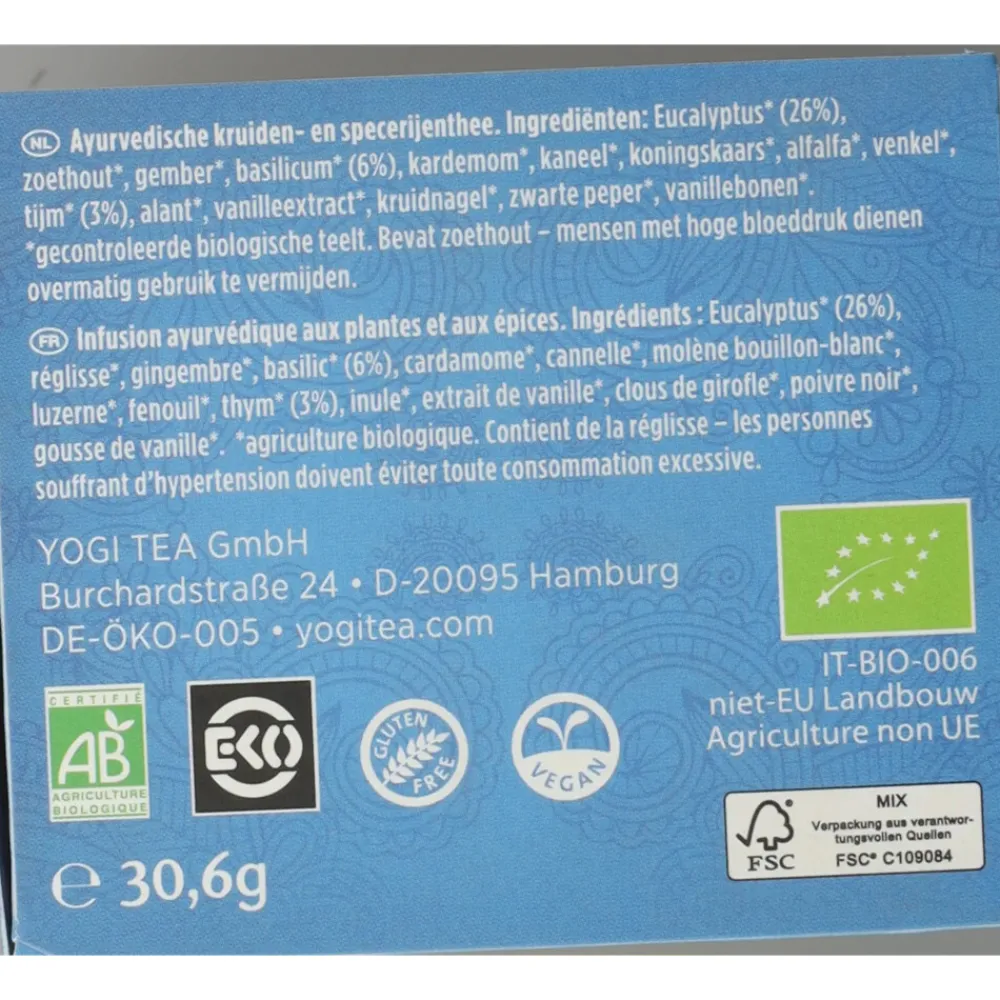 NL Ayurvedische kruiden- en specerijenthee. Ingrediënten: Eucalyptus* (26%),
zoethout*, gember*, basilicum* (6%), kardemom*, kaneel*, koningskaars*, alfalfa*, venkel*,
tijm* (3%), alant*, vanilleextract*, kruidnagel*, zwarte peper*, vanillebonen*.
*gecontroleerde biologische teelt. Bevat zoethout – mensen met hoge bloeddruk dienen
overmatig gebruik te vermijden.
FR Infusion ayurvédique aux plantes et aux épices. Ingrédients : Eucalyptus* (26%),
réglisse*, gingembre*, basilic* (6%), cardamome*, cannelle*, molène bouillon-blanc*,
luzerne*, fenouil*, thym* (3%), inule*, extrait de vanille*, clous de girofle*, poivre noir*,
gousse de vanille*. *agriculture biologique. Contient de la réglisse – les personnes
souffrant d'hypertension doivent éviter toute consommation excessive.
YOGI TEA GmbH
Burchardstraße 24 • D-20095 Hamburg
DE-ÖKO-005 • yogitea.com
IT-BIO-006
niet-EU Landbouw
Agriculture non UE
CERTIFIÉ
AB
AGRICULTURE
BIOLOGIQUE
EKO
GLUTEN
FREE
VEGAN
FSC
MIX
Verpackung aus verantwor-
tungsvollen Quellen
FSC® C109084
℮ 30,6g